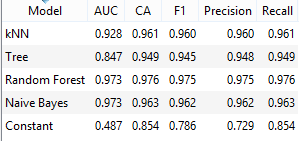 Model AUC CA F1 Precision Recall
kNN 0.928 0.961 0.960 0.960 0.961
Tree 0.847 0.949 0.945 0.948 0.949
Random Forest 0.973 0.976 0.975 0.975 0.976
Naive Bayes 0.973 0.963 0.962 0.962 0.963
Constant 0.487 0.854 0.786 0.729 0.854